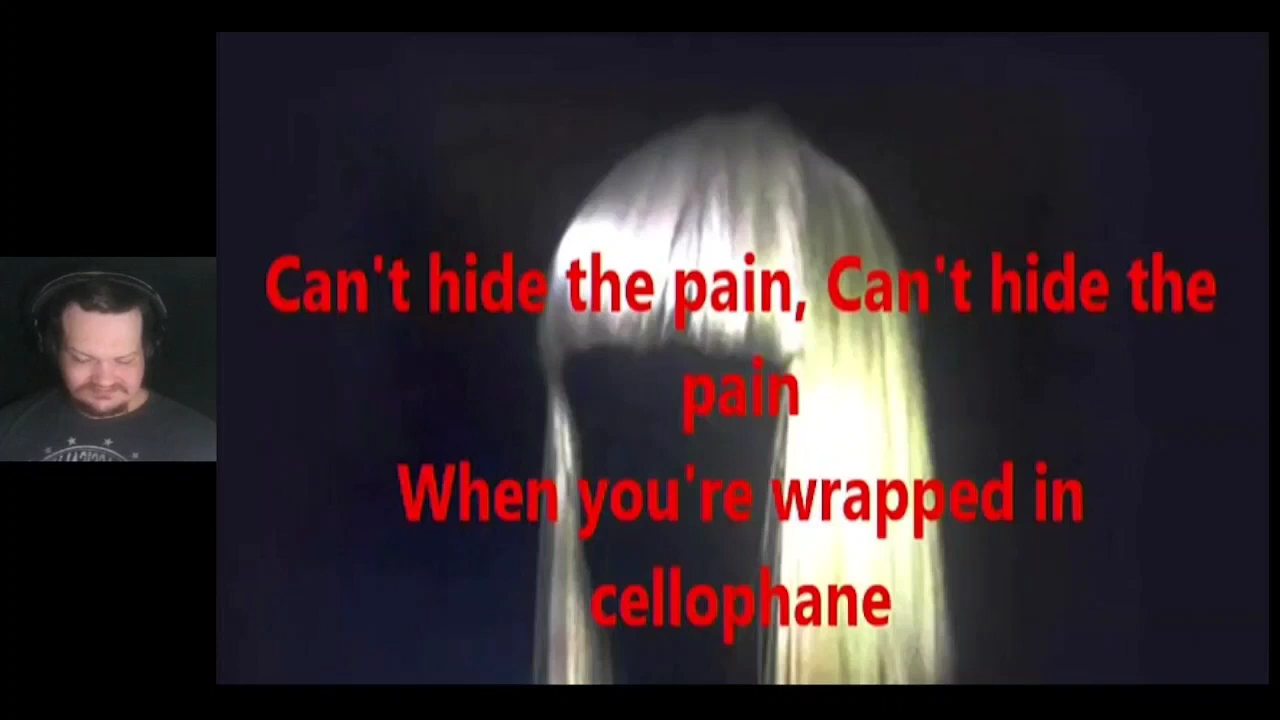 Can't hide the pain, Can't hide the
pain
When you're wrapped in
cellophane